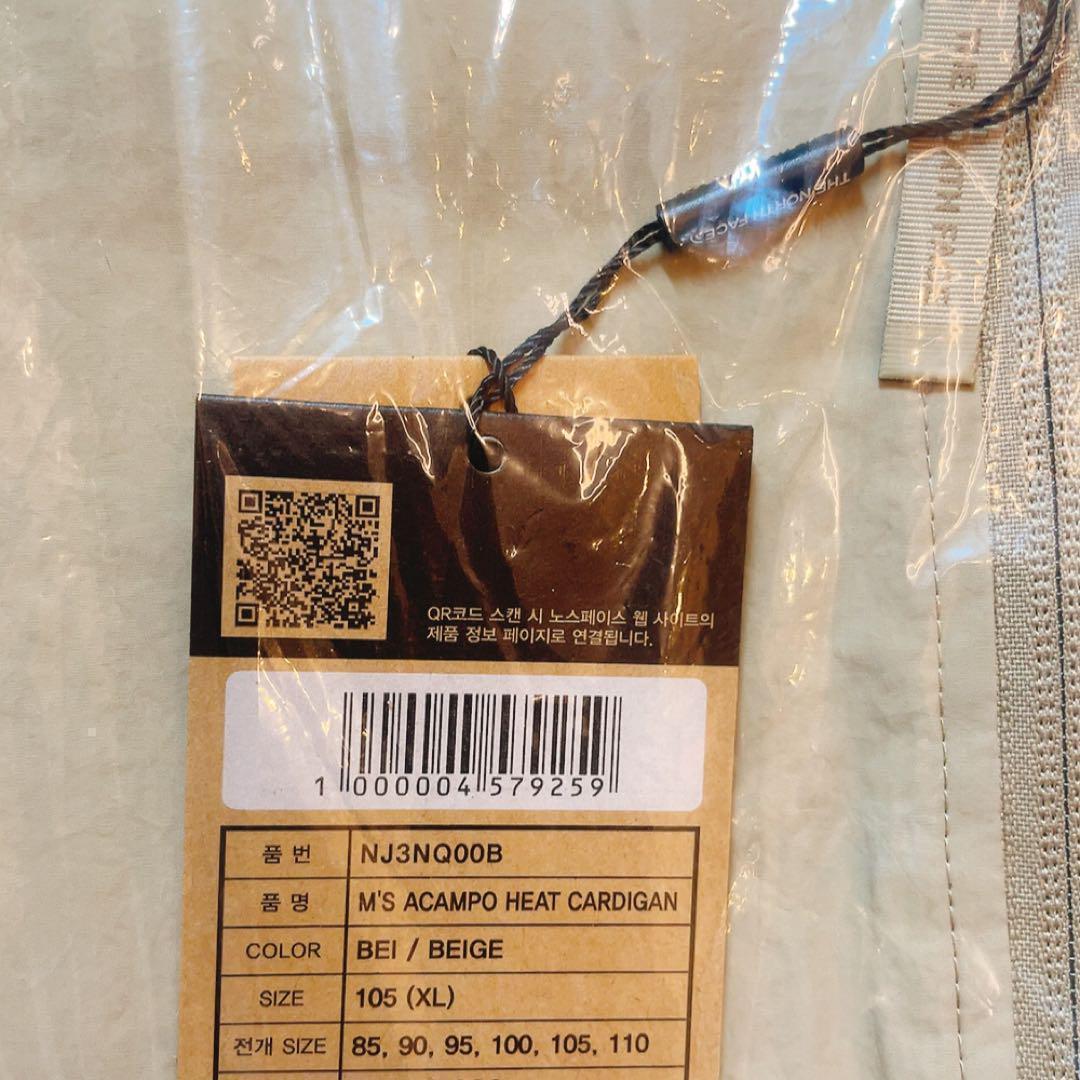 THE NORTH FACE
QR코드 스캔 시 노스페이스 웹 사이트의
제품 정보 페이지로 연결됩니다.
1 000004 579259
품 번 NJ3NQ00B
품 명 M'S ACAMPO HEAT CARDIGAN
COLOR BEI / BEIGE
SIZE 105 (XL)
전개 SIZE 85, 90, 95, 100, 105, 110